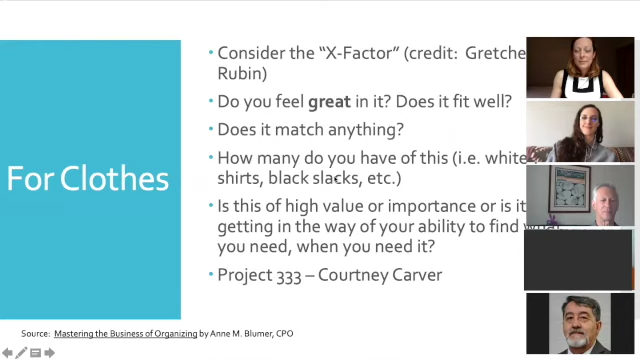 For Clothes
Consider the "X-Factor" (credit: Gretche
Rubin)
Do you feel great in it? Does it fit well?
Does it match anything?
How many do you have of this (i.e. white
shirts, black slacks, etc.)
Is this of high value or importance or is it
getting in the way of your ability to find what
you need, when you need it?
Project 333 – Courtney Carver
Source: Mastering the Business of Organizing by Anne M. Blumer, CPO